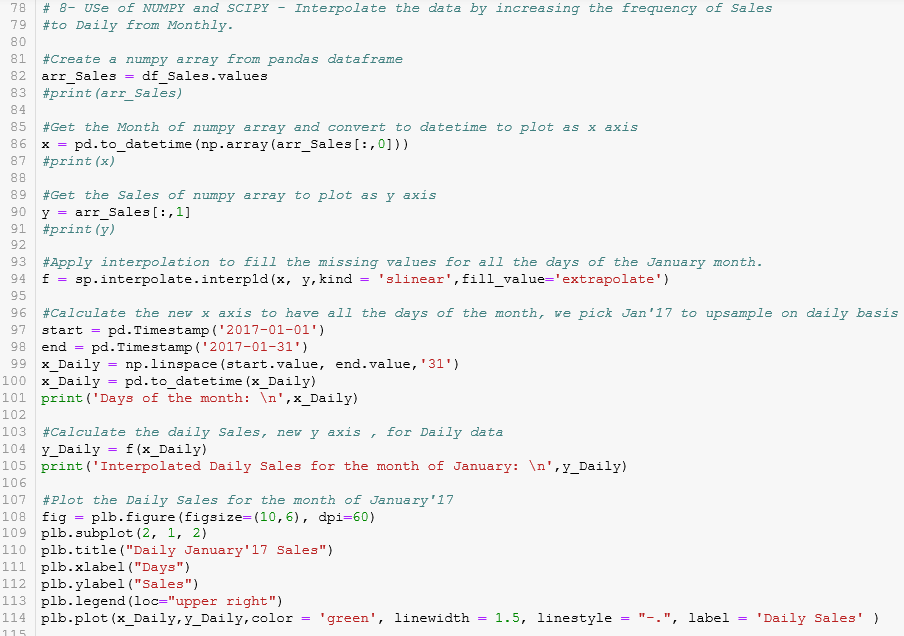 78 # 8- USe of NUMPY and SCIPY - Interpolate the data by increasing the frequency of Sales
79 #to Daily from Monthly.
80
81 #Create a numpy array from pandas dataframe
82 arr_Sales = df_Sales.values
83 #print(arr_Sales)
84
85 #Get the Month of numpy array and convert to datetime to plot as x axis
86 x = pd.to_datetime(np.array(arr_Sales[:,0]))
87 #print(x)
88
89 #Get the Sales of numpy array to plot as y axis
90 y = arr_Sales[:,1]
91 #print(y)
92
93 #Apply interpolation to fill the missing values for all the days of the January month.
94 f = sp.interpolate.interp1d(x, y,kind = 'slinear',fill_value='extrapolate')
95
96 #Calculate the new x axis to have all the days of the month, we pick Jan'17 to upsample on daily basis
97 start = pd.Timestamp('2017-01-01')
98 end = pd.Timestamp('2017-01-31')
99 x_Daily = np.linspace(start.value, end.value,'31')
100 x_Daily = pd.to_datetime(x_Daily)
101 print('Days of the month: \n',x_Daily)
102
103 #Calculate the daily Sales, new y axis , for Daily data
104 y_Daily = f(x_Daily)
105 print('Interpolated Daily Sales for the month of January: \n',y_Daily)
106
107 #Plot the Daily Sales for the month of January'17
108 fig = plb.figure(figsize=(10,6), dpi=60)
109 plb.subplot(2, 1, 2)
110 plb.title("Daily January'17 Sales")
111 plb.xlabel("Days")
112 plb.ylabel("Sales")
113 plb.legend(loc="upper right")
114 plb.plot(x_Daily,y_Daily,color = 'green', linewidth = 1.5, linestyle = "-.", label = 'Daily Sales' )
115